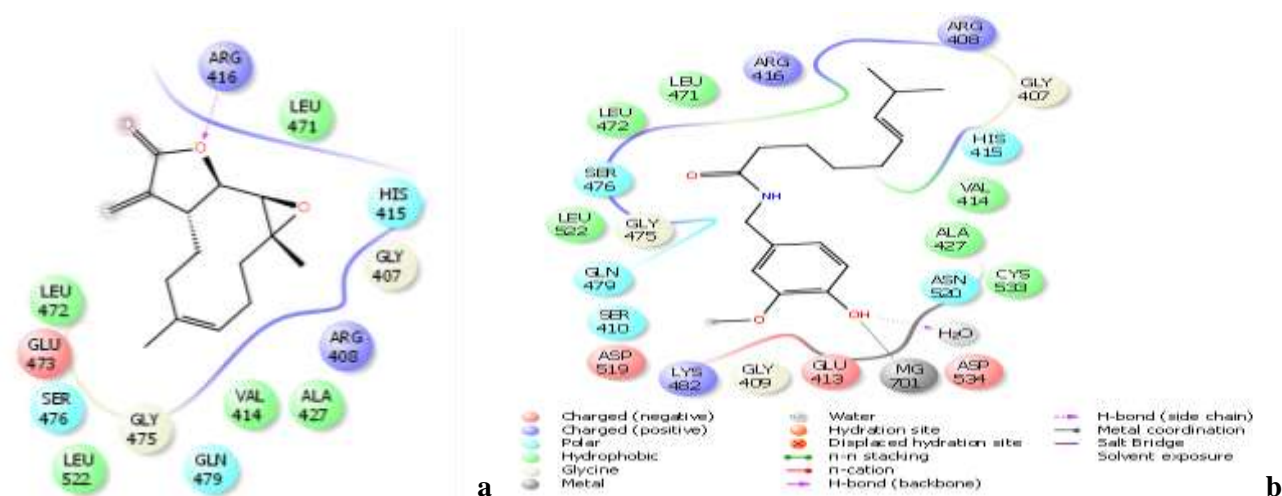 ARG
416
LEU
471
HIS
415
GLY
407
ARG
408
LEU
472
GLU
473
SER
476
GLY
475
VAL
414
ALA
427
LEU
522
GLN
479
O
O
O
a
ARG
408
ARG
416
LEU
471
GLY
407
LEU
472
HIS
415
SER
476
VAL
414
LEU
522
GLY
475
O
NH
ALA
427
GLN
479
ASN
520
CYS
533
SER
410
O
OH
H₂O
ASP
519
LYS
482
GLY
409
GLU
413
MG
701
ASP
534
Charged (negative)
Charged (positive)
Polar
Hydrophobic
Glycine
Metal
Water
Hydration site
Displaced hydration site
π-π stacking
π-cation
H-bond (backbone)
H-bond (side chain)
Metal coordination
Salt Bridge
Solvent exposure
b